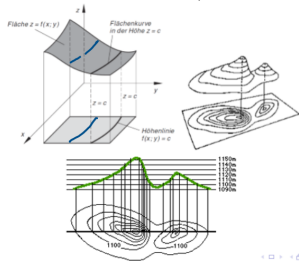 z
Fläche z = f(x; y)
Flächenkurve
in der Höhe z = c
z = c
z = c
y
x
Höhenlinie
f(x; y) = c
1150m
1140m
1130m
1120m
1110m
1100m
1090m
1100
1100